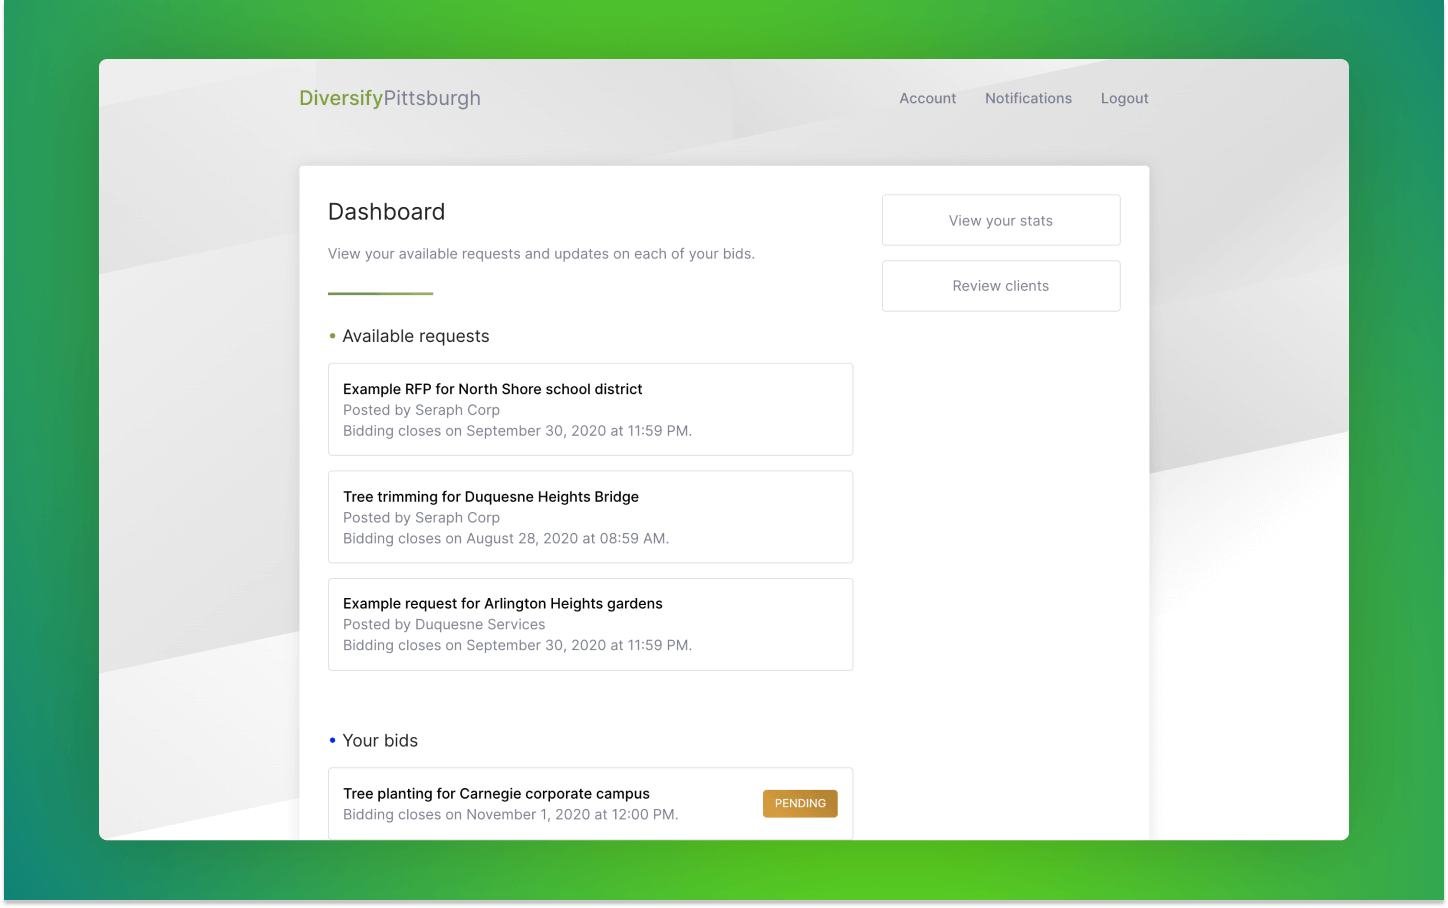 DiversifyPittsburgh
Account
Notifications
Logout
Dashboard
View your available requests and updates on each of your bids.
View your stats
Review clients
• Available requests
Example RFP for North Shore school district
Posted by Seraph Corp
Bidding closes on September 30, 2020 at 11:59 PM.
Tree trimming for Duquesne Heights Bridge
Posted by Seraph Corp
Bidding closes on August 28, 2020 at 08:59 AM.
Example request for Arlington Heights gardens
Posted by Duquesne Services
Bidding closes on September 30, 2020 at 11:59 PM.
• Your bids
Tree planting for Carnegie corporate campus
Bidding closes on November 1, 2020 at 12:00 PM.
PENDING